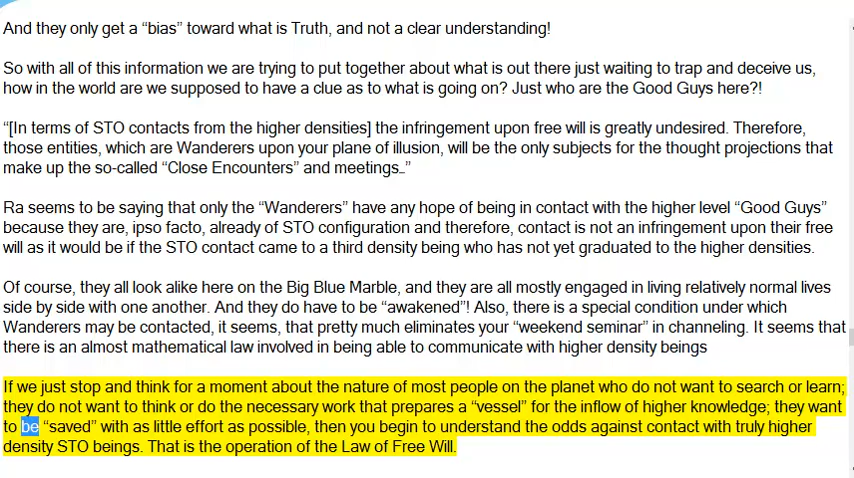 And they only get a “bias” toward what is Truth, and not a clear understanding!
So with all of this information we are trying to put together about what is out there just waiting to trap and deceive us,
how in the world are we supposed to have a clue as to what is going on? Just who are the Good Guys here?!
“[In terms of STO contacts from the higher densities] the infringement upon free will is greatly undesired. Therefore,
those entities, which are Wanderers upon your plane of illusion, will be the only subjects for the thought projections that
make up the so-called “Close Encounters” and meetings..”
Ra seems to be saying that only the “Wanderers” have any hope of being in contact with the higher level “Good Guys”
because they are, ipso facto, already of STO configuration and therefore, contact is not an infringement upon their free
will as it would be if the STO contact came to a third density being who has not yet graduated to the higher densities.
Of course, they all look alike here on the Big Blue Marble, and they are all mostly engaged in living relatively normal lives
side by side with one another. And they do have to be “awakened”! Also, there is a special condition under which
Wanderers may be contacted, it seems, that pretty much eliminates your “weekend seminar” in channeling. It seems that
there is an almost mathematical law involved in being able to communicate with higher density beings
If we just stop and think for a moment about the nature of most people on the planet who do not want to search or learn;
they do not want to think or do the necessary work that prepares a “vessel” for the inflow of higher knowledge; they want
to be “saved” with as little effort as possible, then you begin to understand the odds against contact with truly higher
density STO beings. That is the operation of the Law of Free Will.